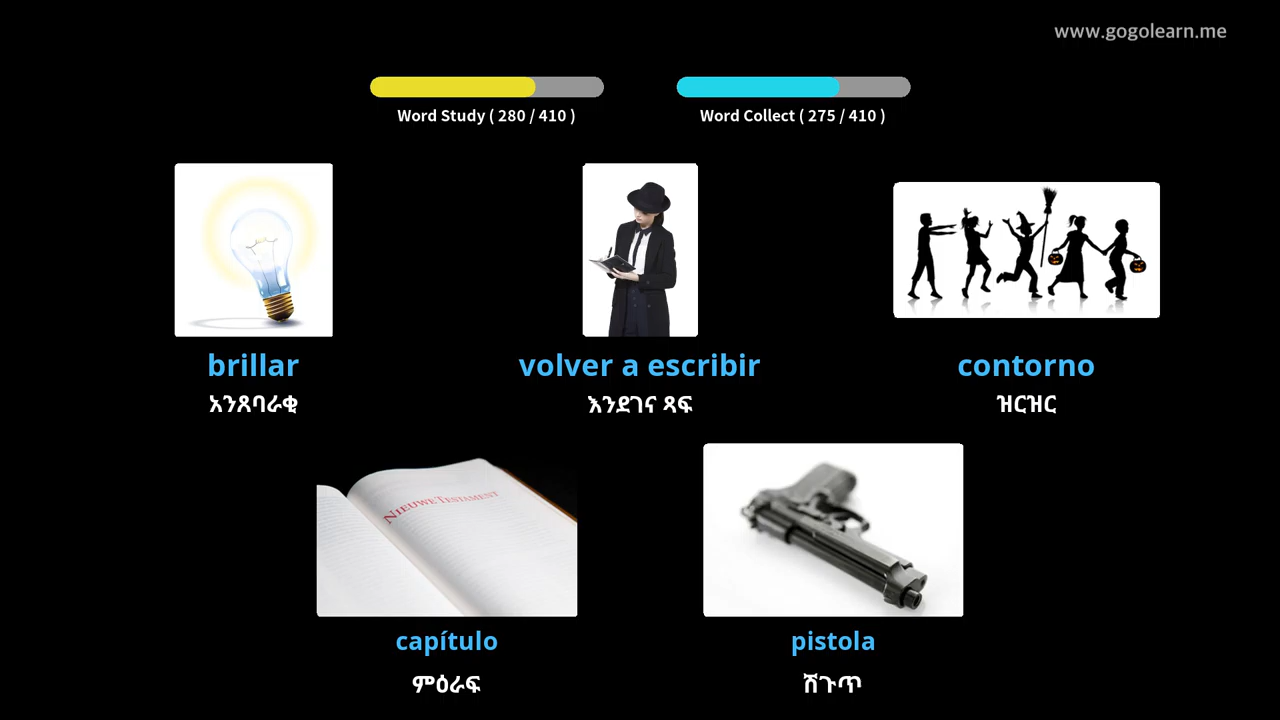 www.gogolearn.me
Word Study ( 280 / 410 )
Word Collect ( 275 / 410 )
brillar
አንጸባራቂ
volver a escribir
እንደገና ጻፍ
contorno
ዝርዝር
NIEUWE TESTAMENT
capítulo
ምዕራፍ
pistola
ሽጉጥ